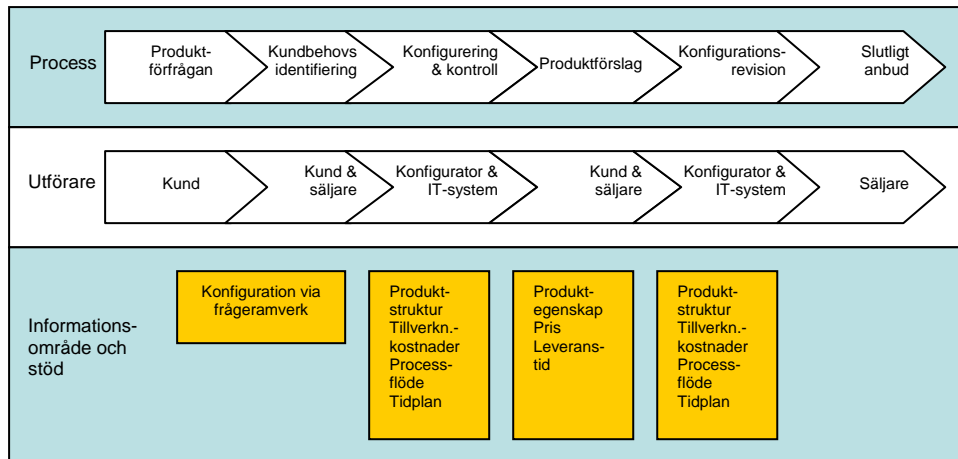 Process
Produkt-
förfrågan
Kundbehovs
identifiering
Konfigurering
& kontroll
Produktförslag
Konfigurations-
revision
Slutligt
anbud
Utförare
Kund
Kund &
säljare
Konfigurator &
IT-system
Kund &
säljare
Konfigurator &
IT-system
Säljare
Informations-
område och
stöd
Konfiguration via
frågeramverk
Produkt-
struktur
Tillverkn.-
kostnader
Process-
flöde
Tidplan
Produkt-
egenskap
Pris
Leverans-
tid
Produkt-
struktur
Tillverkn.-
kostnader
Process-
flöde
Tidplan